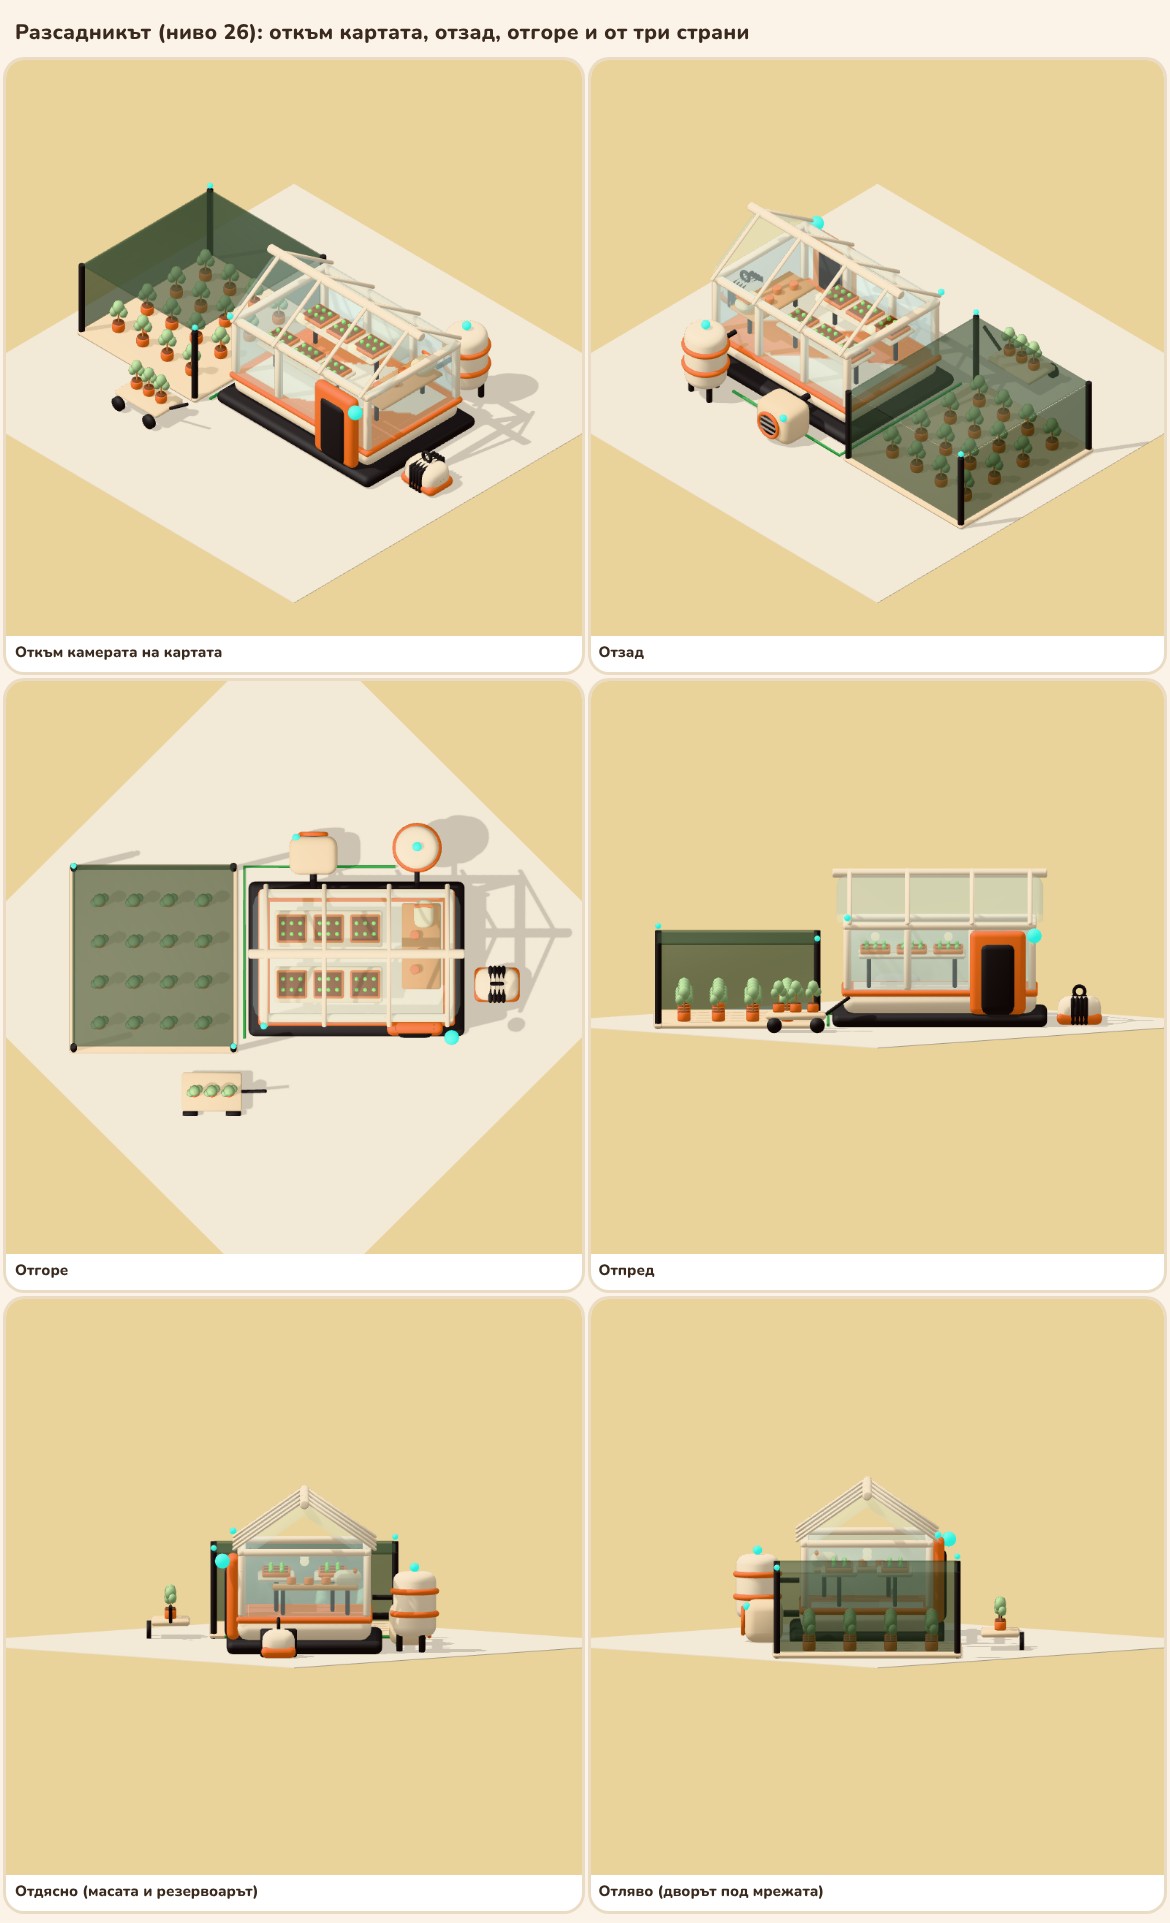 Разсадникът (ниво 26): откъм картата, отзад, отгоре и от три страни
Откъм камерата на картата
Отзад
Отгоре
Отпред
Отдясно (масата и резервоарът)
Отляво (дворът под мрежата)